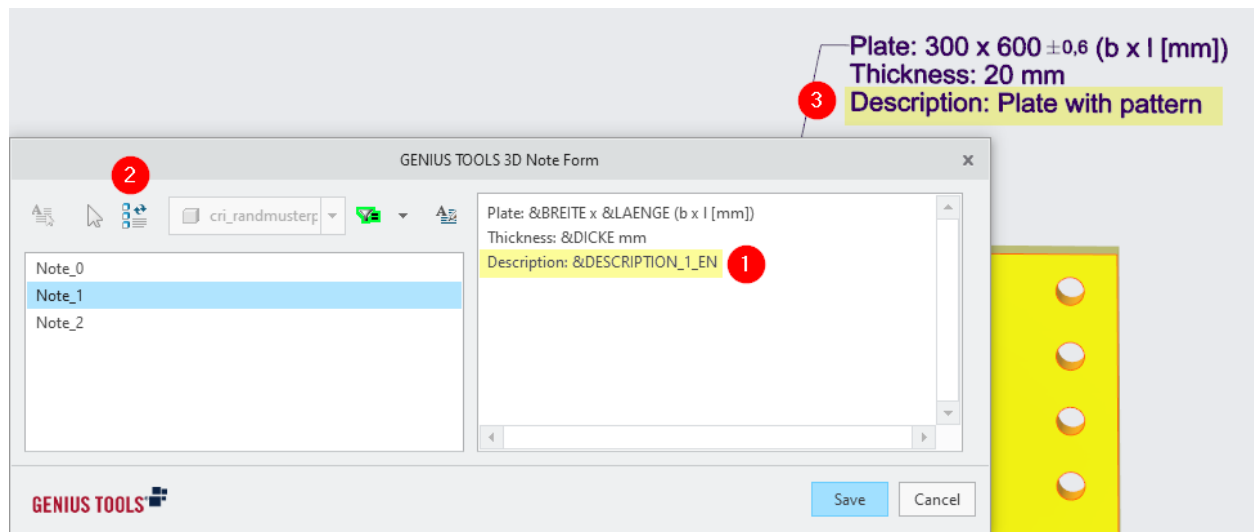 Plate: 300 x 600 ±0,6 (b x l [mm])
Thickness: 20 mm
3
Description: Plate with pattern
GENIUS TOOLS 3D Note Form
x
2
cri_randmusterp
Plate: &BREITE x &LAENGE (b x l [mm])
Thickness: &DICKE mm
Description: &DESCRIPTION_1_EN
1
Note_0
Note_1
Note_2
GENIUS TOOLS
Save
Cancel